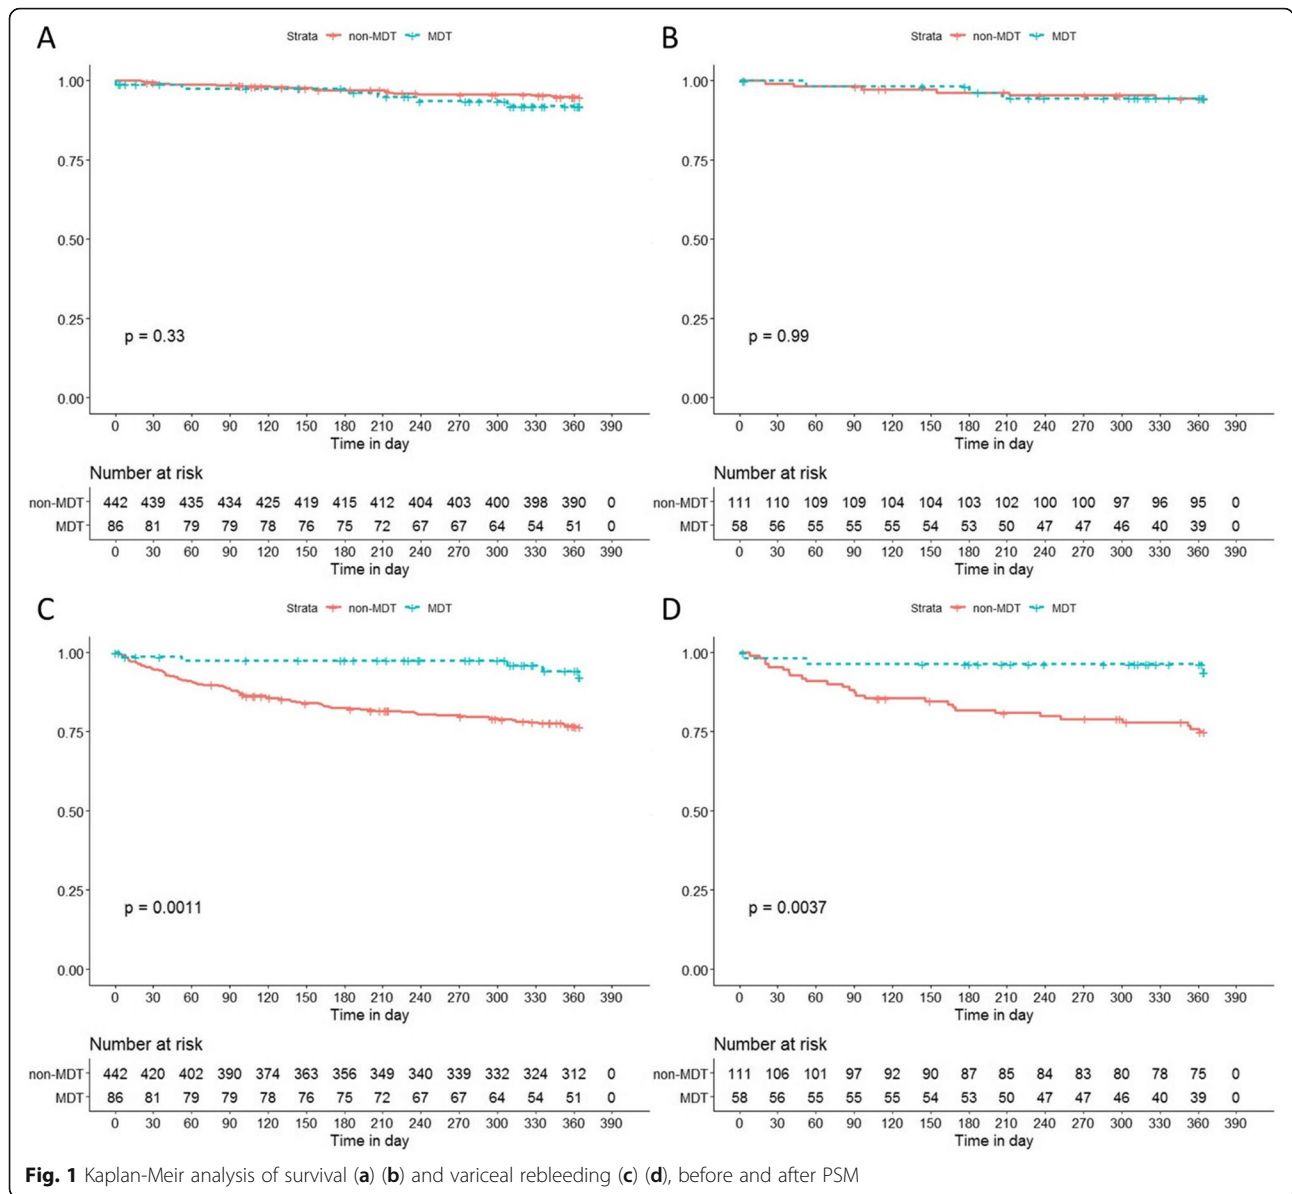 A
Strata non-MDT MDT
1.00
0.75
0.50
0.25
0.00
p = 0.33
0 30 60 90 120 150 180 210 240 270 300 330 360 390
Time in day
Number at risk
non-MDT 442 439 435 434 425 419 415 412 404 403 400 398 390 0
MDT 86 81 79 79 78 76 75 72 67 67 64 54 51 0
0 30 60 90 120 150 180 210 240 270 300 330 360 390
Time in day
B
Strata non-MDT MDT
1.00
0.75
0.50
0.25
0.00
p = 0.99
0 30 60 90 120 150 180 210 240 270 300 330 360 390
Time in day
Number at risk
non-MDT 111 110 109 109 104 104 103 102 100 100 97 96 95 0
MDT 58 56 55 55 55 54 53 50 47 47 46 40 39 0
0 30 60 90 120 150 180 210 240 270 300 330 360 390
Time in day
C
Strata non-MDT MDT
1.00
0.75
0.50
0.25
0.00
p = 0.0011
0 30 60 90 120 150 180 210 240 270 300 330 360 390
Time in day
Number at risk
non-MDT 442 420 402 390 374 363 356 349 340 339 332 324 312 0
MDT 86 81 79 79 78 76 75 72 67 67 64 54 51 0
0 30 60 90 120 150 180 210 240 270 300 330 360 390
Time in day
D
Strata non-MDT MDT
1.00
0.75
0.50
0.25
0.00
p = 0.0037
0 30 60 90 120 150 180 210 240 270 300 330 360 390
Time in day
Number at risk
non-MDT 111 106 101 97 92 90 87 85 84 83 80 78 75 0
MDT 58 56 55 55 55 54 53 50 47 47 46 40 39 0
0 30 60 90 120 150 180 210 240 270 300 330 360 390
Time in day
Fig. 1 Kaplan-Meir analysis of survival (a) (b) and variceal rebleeding (c) (d), before and after PSM